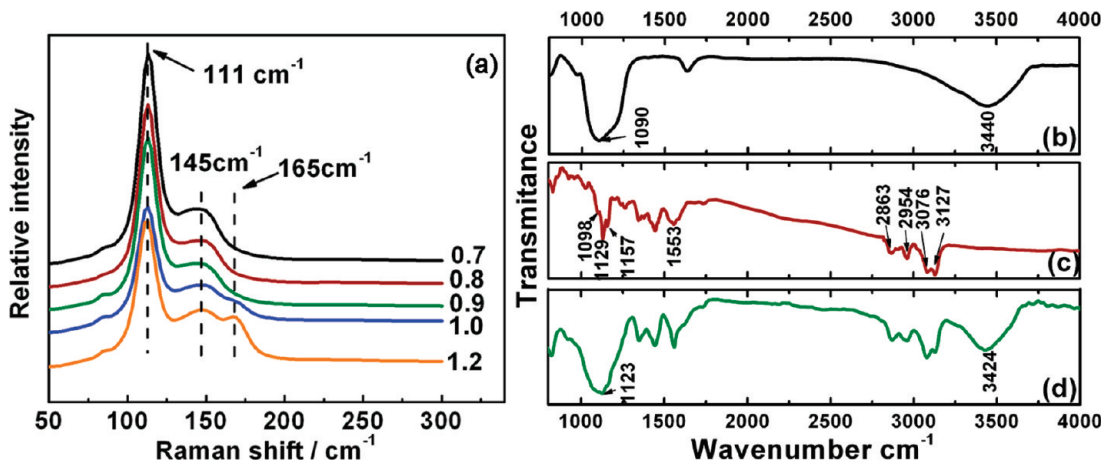 (a)
111 cm⁻¹
145cm⁻¹
165cm⁻¹
0.7
0.8
0.9
1.0
1.2
Relative intensity
50 100 150 200 250 300
Raman shift / cm⁻¹
1000 1500 2000 2500 3000 3500 4000
1090
3440
(b)
Transmitance
1098
1129
1157
1553
2863
2954
3076
3127
(c)
1123
3424
(d)
1000 1500 2000 2500 3000 3500 4000
Wavenumber cm⁻¹